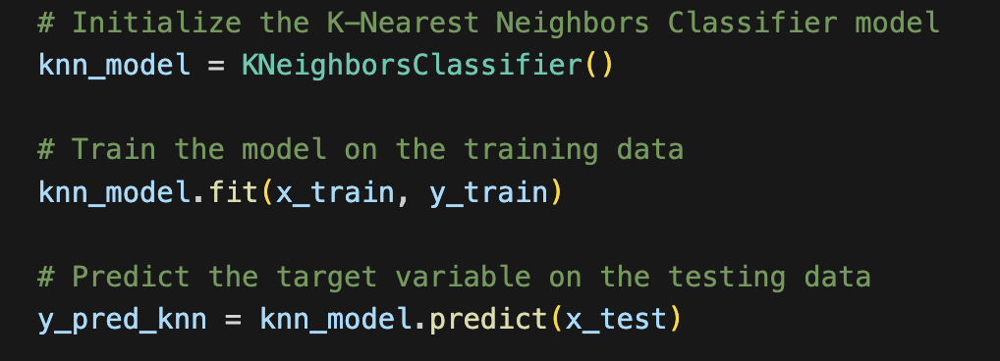 # Initialize the K-Nearest Neighbors Classifier model
knn_model = KNeighborsClassifier()
# Train the model on the training data
knn_model.fit(x_train, y_train)
# Predict the target variable on the testing data
y_pred_knn = knn_model.predict(x_test)